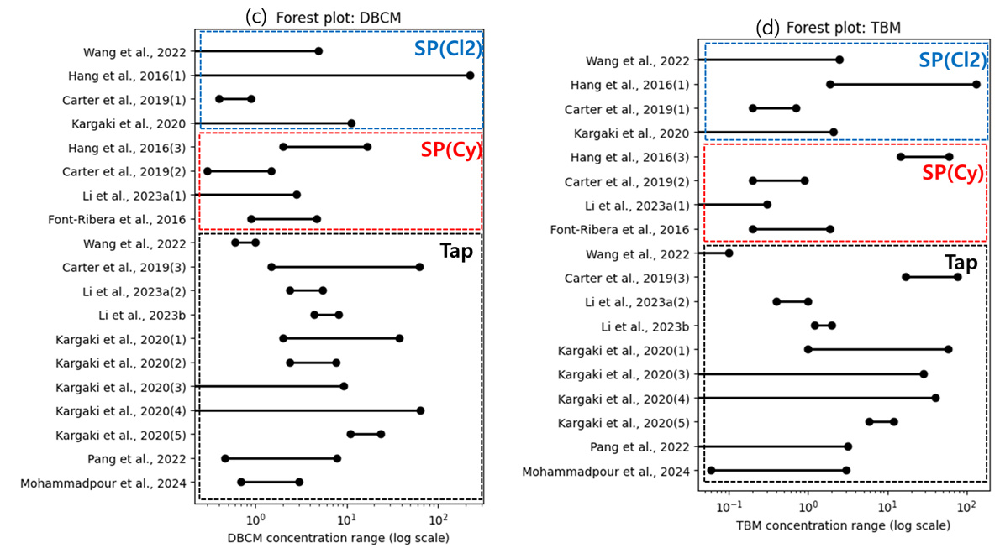 (c) Forest plot: DBCM
SP(Cl2)
Wang et al., 2022
Hang et al., 2016(1)
Carter et al., 2019(1)
Kargaki et al., 2020
SP(Cy)
Hang et al., 2016(3)
Carter et al., 2019(2)
Li et al., 2023a(1)
Font-Ribera et al., 2016
Tap
Wang et al., 2022
Carter et al., 2019(3)
Li et al., 2023a(2)
Li et al., 2023b
Kargaki et al., 2020(1)
Kargaki et al., 2020(2)
Kargaki et al., 2020(3)
Kargaki et al., 2020(4)
Kargaki et al., 2020(5)
Pang et al., 2022
Mohammadpour et al., 2024
10⁰ 10¹ 10²
DBCM concentration range (log scale)
(d) Forest plot: TBM
SP(Cl2)
Wang et al., 2022
Hang et al., 2016(1)
Carter et al., 2019(1)
Kargaki et al., 2020
SP(Cy)
Hang et al., 2016(3)
Carter et al., 2019(2)
Li et al., 2023a(1)
Font-Ribera et al., 2016
Tap
Wang et al., 2022
Carter et al., 2019(3)
Li et al., 2023a(2)
Li et al., 2023b
Kargaki et al., 2020(1)
Kargaki et al., 2020(3)
Kargaki et al., 2020(4)
Kargaki et al., 2020(5)
Pang et al., 2022
Mohammadpour et al., 2024
10⁻¹ 10⁰ 10¹ 10²
TBM concentration range (log scale)